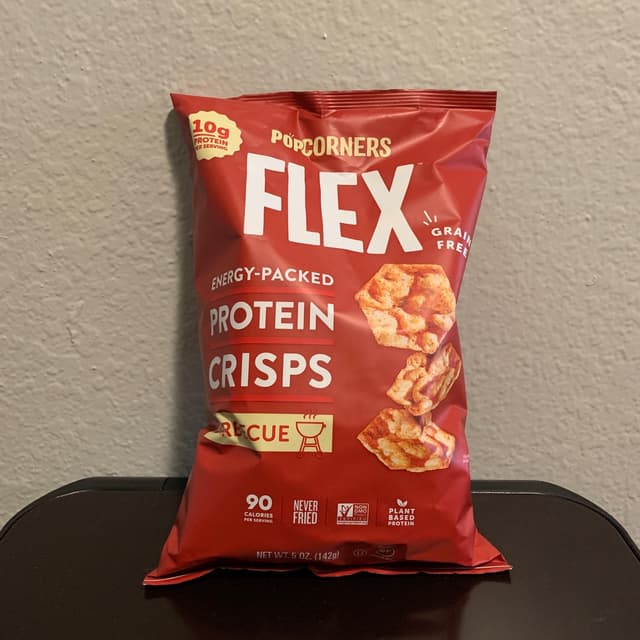 10g
PROTEIN
PER SERVING
POPCORNERS
FLEX
GRAIN
FREE
ENERGY-PACKED
PROTEIN
CRISPS
90
CALORIES
PER SERVING
NEVER
FRIED
NON
GMO
PLANT
BASED
PROTEIN
NET WT. 5 OZ. (142g)